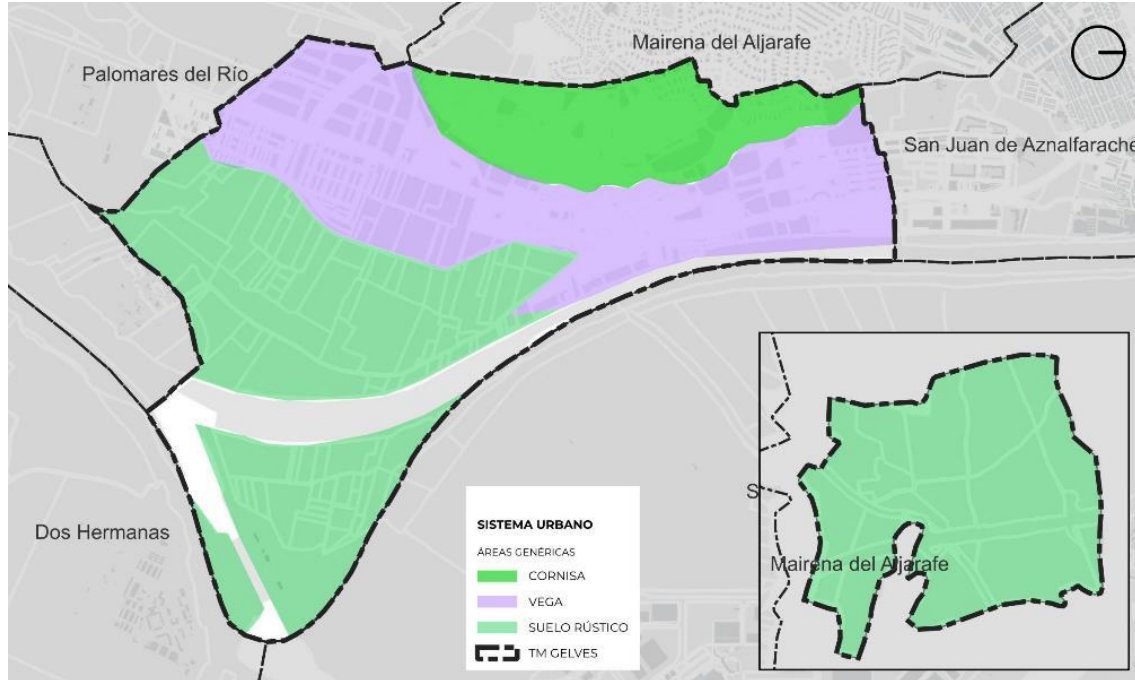 Mairena del Aljarafe
Palomares del Río
San Juan de Aznalfarache
Dos Hermanas
SISTEMA URBANO
ÁREAS GENÉRICAS
CORNISA
VEGA
SUELO RÚSTICO
TM GELVES
S
Mairena del Aljarafe